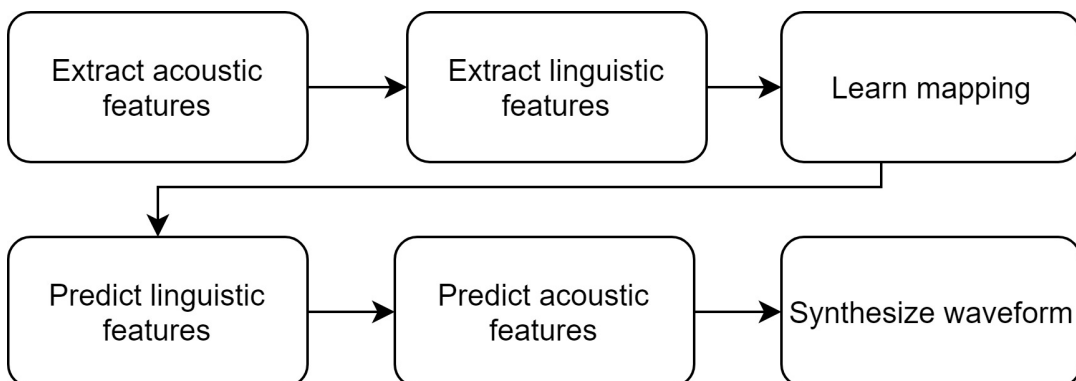 Extract acoustic
features
Extract linguistic
features
Learn mapping
Predict linguistic
features
Predict acoustic
features
Synthesize waveform